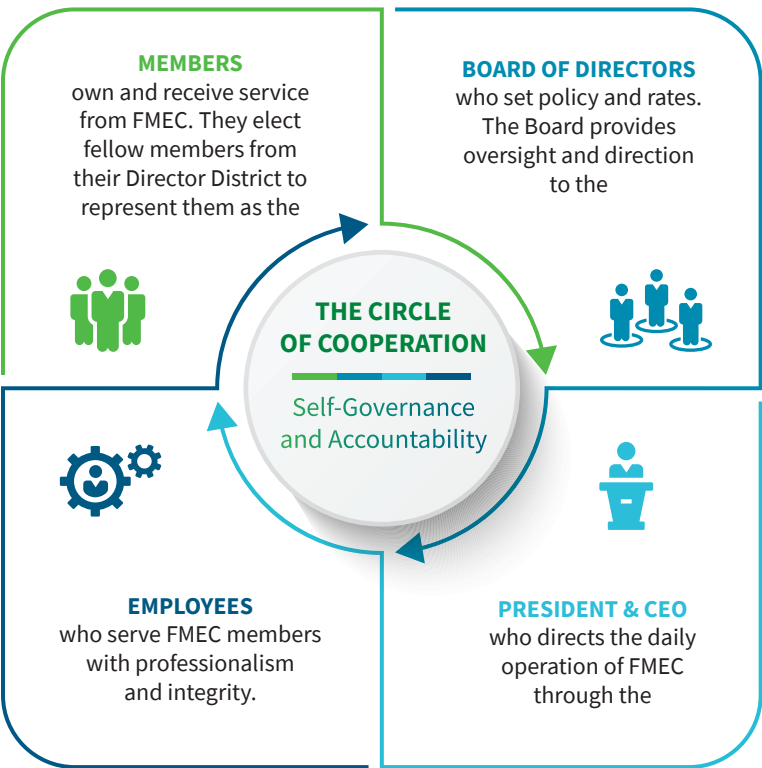 MEMBERS
own and receive service
from FMEC. They elect
fellow members from
their Director District to
represent them as the
BOARD OF DIRECTORS
who set policy and rates.
The Board provides
oversight and direction
to the
THE CIRCLE
OF COOPERATION
Self-Governance
and Accountability
PRESIDENT & CEO
who directs the daily
operation of FMEC
through the
EMPLOYEES
who serve FMEC members
with professionalism
and integrity.